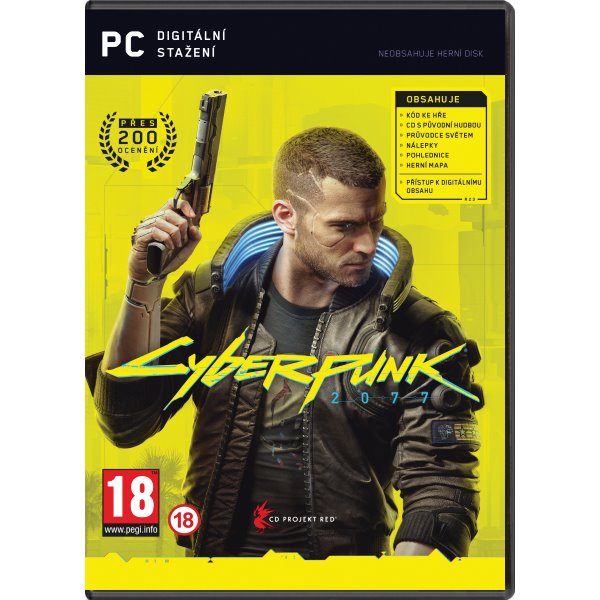 PC DIGITÁLNÍ
STAŽENÍ
NEOBSAHUJE HERNÍ DISK
PŘES
200
OCENĚNÍ
OBSAHUJE
» KÓD KE HŘE
» CD S PŮVODNÍ HUDBOU
» PRŮVODCE SVĚTEM
» NÁLEPKY
» POHLEDNICE
» HERNÍ MAPA
» PŘÍSTUP K DIGITÁLNÍMU
OBSAHU
CYBERPUNK
2077
18
www.pegi.info
18
CD PROJEKT RED®